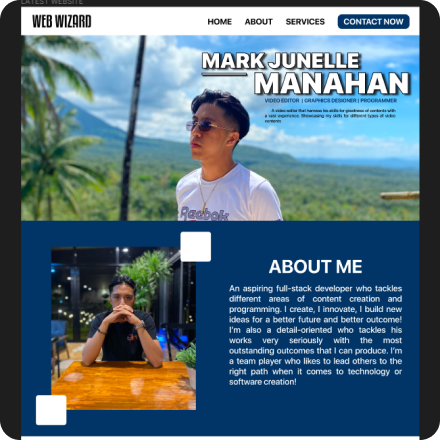 LATEST WEBSITE
WEB WIZARD
HOME ABOUT SERVICES CONTACT NOW
MARK JUNELLE
MANAHAN
VIDEO EDITOR | GRAPHICS DESIGNER | PROGRAMMER
A video editor that harness its skills for greatness of contents with
a vast experience. Showcasing my skills for different types of video
contents
Reebok
ABOUT ME
An aspiring full-stack developer who tackles
different areas of content creation and
programming. I create, I innovate, I build new
ideas for a better future and better outcome!
I'm also a detail-oriented who tackles his
works very seriously with the most
outstanding outcomes that I can produce. I'm
a team player who likes to lead others to the
right path when it comes to technology or
software creation!